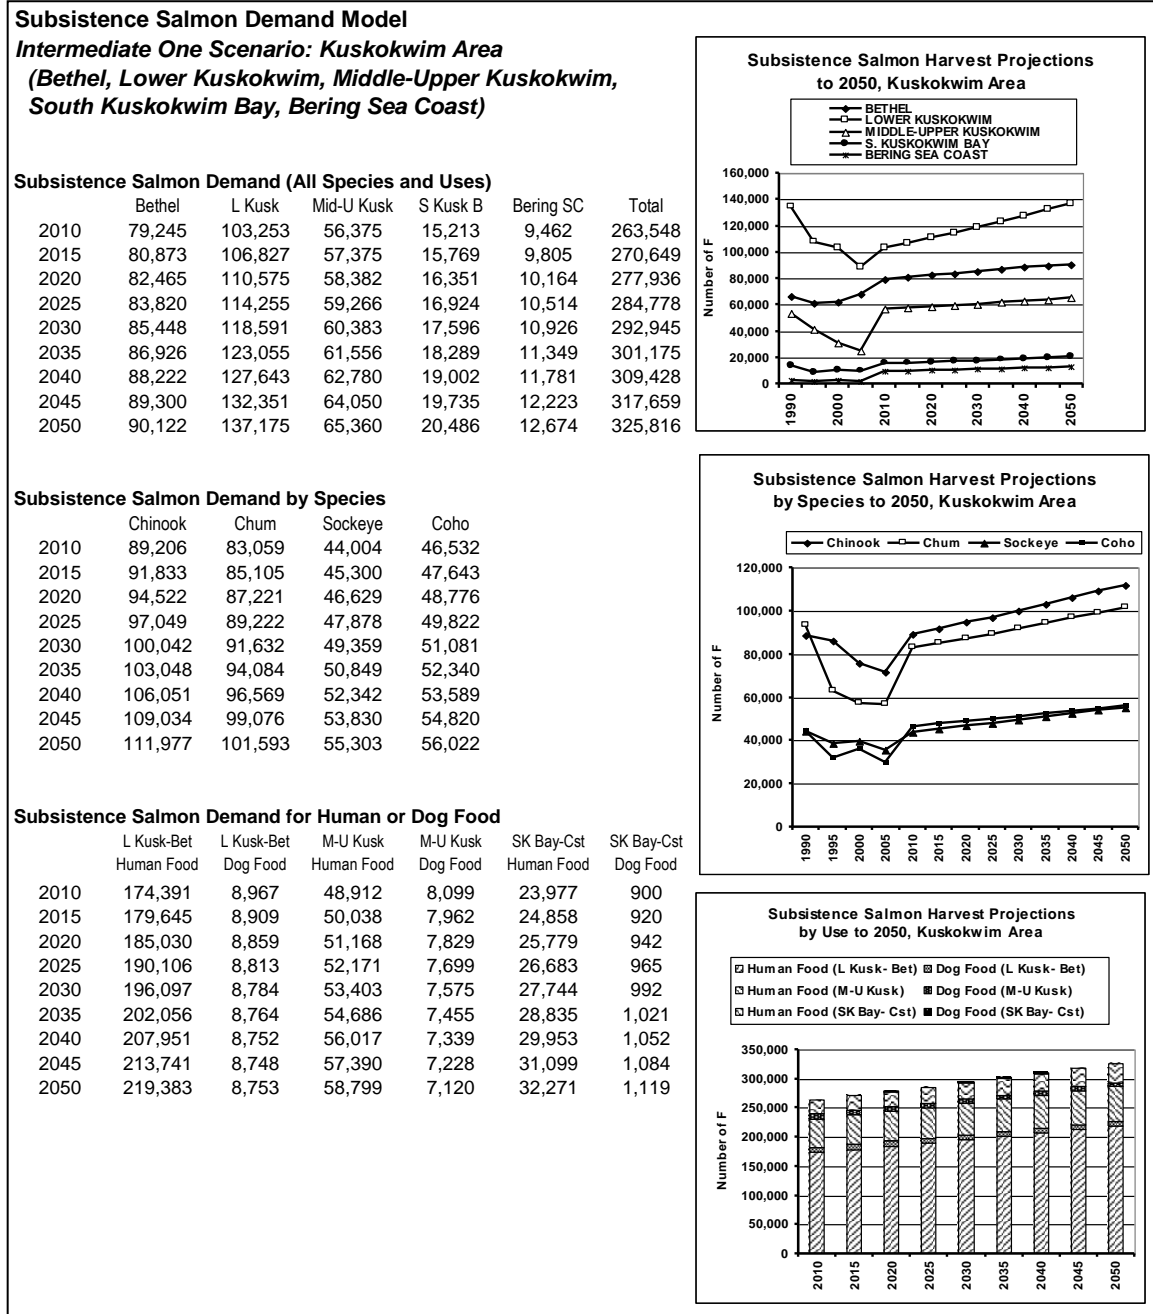 Subsistence Salmon Demand Model
Intermediate One Scenario: Kuskokwim Area
(Bethel, Lower Kuskokwim, Middle-Upper Kuskokwim,
South Kuskokwim Bay, Bering Sea Coast)
Subsistence Salmon Demand (All Species and Uses)
Bethel L Kusk Mid-U Kusk S Kusk B Bering SC Total
2010 79,245 103,253 56,375 15,213 9,462 263,548
2015 80,873 106,827 57,375 15,769 9,805 270,649
2020 82,465 110,575 58,382 16,351 10,164 277,936
2025 83,820 114,255 59,266 16,924 10,514 284,778
2030 85,448 118,591 60,383 17,596 10,926 292,945
2035 86,926 123,055 61,556 18,289 11,349 301,175
2040 88,222 127,643 62,780 19,002 11,781 309,428
2045 89,300 132,351 64,050 19,735 12,223 317,659
2050 90,122 137,175 65,360 20,486 12,674 325,816
Subsistence Salmon Demand by Species
Chinook Chum Sockeye Coho
2010 89,206 83,059 44,004 46,532
2015 91,833 85,105 45,300 47,643
2020 94,522 87,221 46,629 48,776
2025 97,049 89,222 47,878 49,822
2030 100,042 91,632 49,359 51,081
2035 103,048 94,084 50,849 52,340
2040 106,051 96,569 52,342 53,589
2045 109,034 99,076 53,830 54,820
2050 111,977 101,593 55,303 56,022
Subsistence Salmon Demand for Human or Dog Food
L Kusk-Bet L Kusk-Bet M-U Kusk M-U Kusk SK Bay-Cst SK Bay-Cst
Human Food Dog Food Human Food Dog Food Human Food Dog Food
2010 174,391 8,967 48,912 8,099 23,977 900
2015 179,645 8,909 50,038 7,962 24,858 920
2020 185,030 8,859 51,168 7,829 25,779 942
2025 190,106 8,813 52,171 7,699 26,683 965
2030 196,097 8,784 53,403 7,575 27,744 992
2035 202,056 8,764 54,686 7,455 28,835 1,021
2040 207,951 8,752 56,017 7,339 29,953 1,052
2045 213,741 8,748 57,390 7,228 31,099 1,084
2050 219,383 8,753 58,799 7,120 32,271 1,119
Subsistence Salmon Harvest Projections
to 2050, Kuskokwim Area
BETHEL
LOWER KUSKOKWIM
MIDDLE-UPPER KUSKOKWIM
S. KUSKOKWIM BAY
BERING SEA COAST
Number of F
160,000
140,000
120,000
100,000
80,000
60,000
40,000
20,000
0
1990 2000 2010 2020 2030 2040 2050
Subsistence Salmon Harvest Projections
by Species to 2050, Kuskokwim Area
Chinook Chum Sockeye Coho
Number of F
120,000
100,000
80,000
60,000
40,000
20,000
0
1990 1995 2000 2005 2010 2015 2020 2025 2030 2035 2040 2045 2050
Subsistence Salmon Harvest Projections
by Use to 2050, Kuskokwim Area
Human Food (L Kusk- Bet) Dog Food (L Kusk- Bet)
Human Food (M-U Kusk) Dog Food (M-U Kusk)
Human Food (SK Bay- Cst) Dog Food (SK Bay- Cst)
Number of F
350,000
300,000
250,000
200,000
150,000
100,000
50,000
0
2010 2015 2020 2025 2030 2035 2040 2045 2050